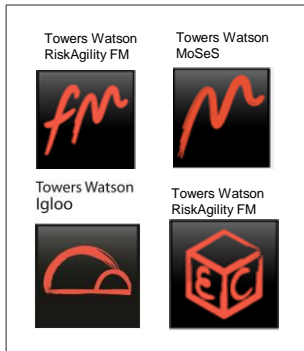 Towers Watson
RiskAgility FM
Towers Watson
MoSeS
fm
M
Towers Watson
Igloo
Towers Watson
RiskAgility FM
EC